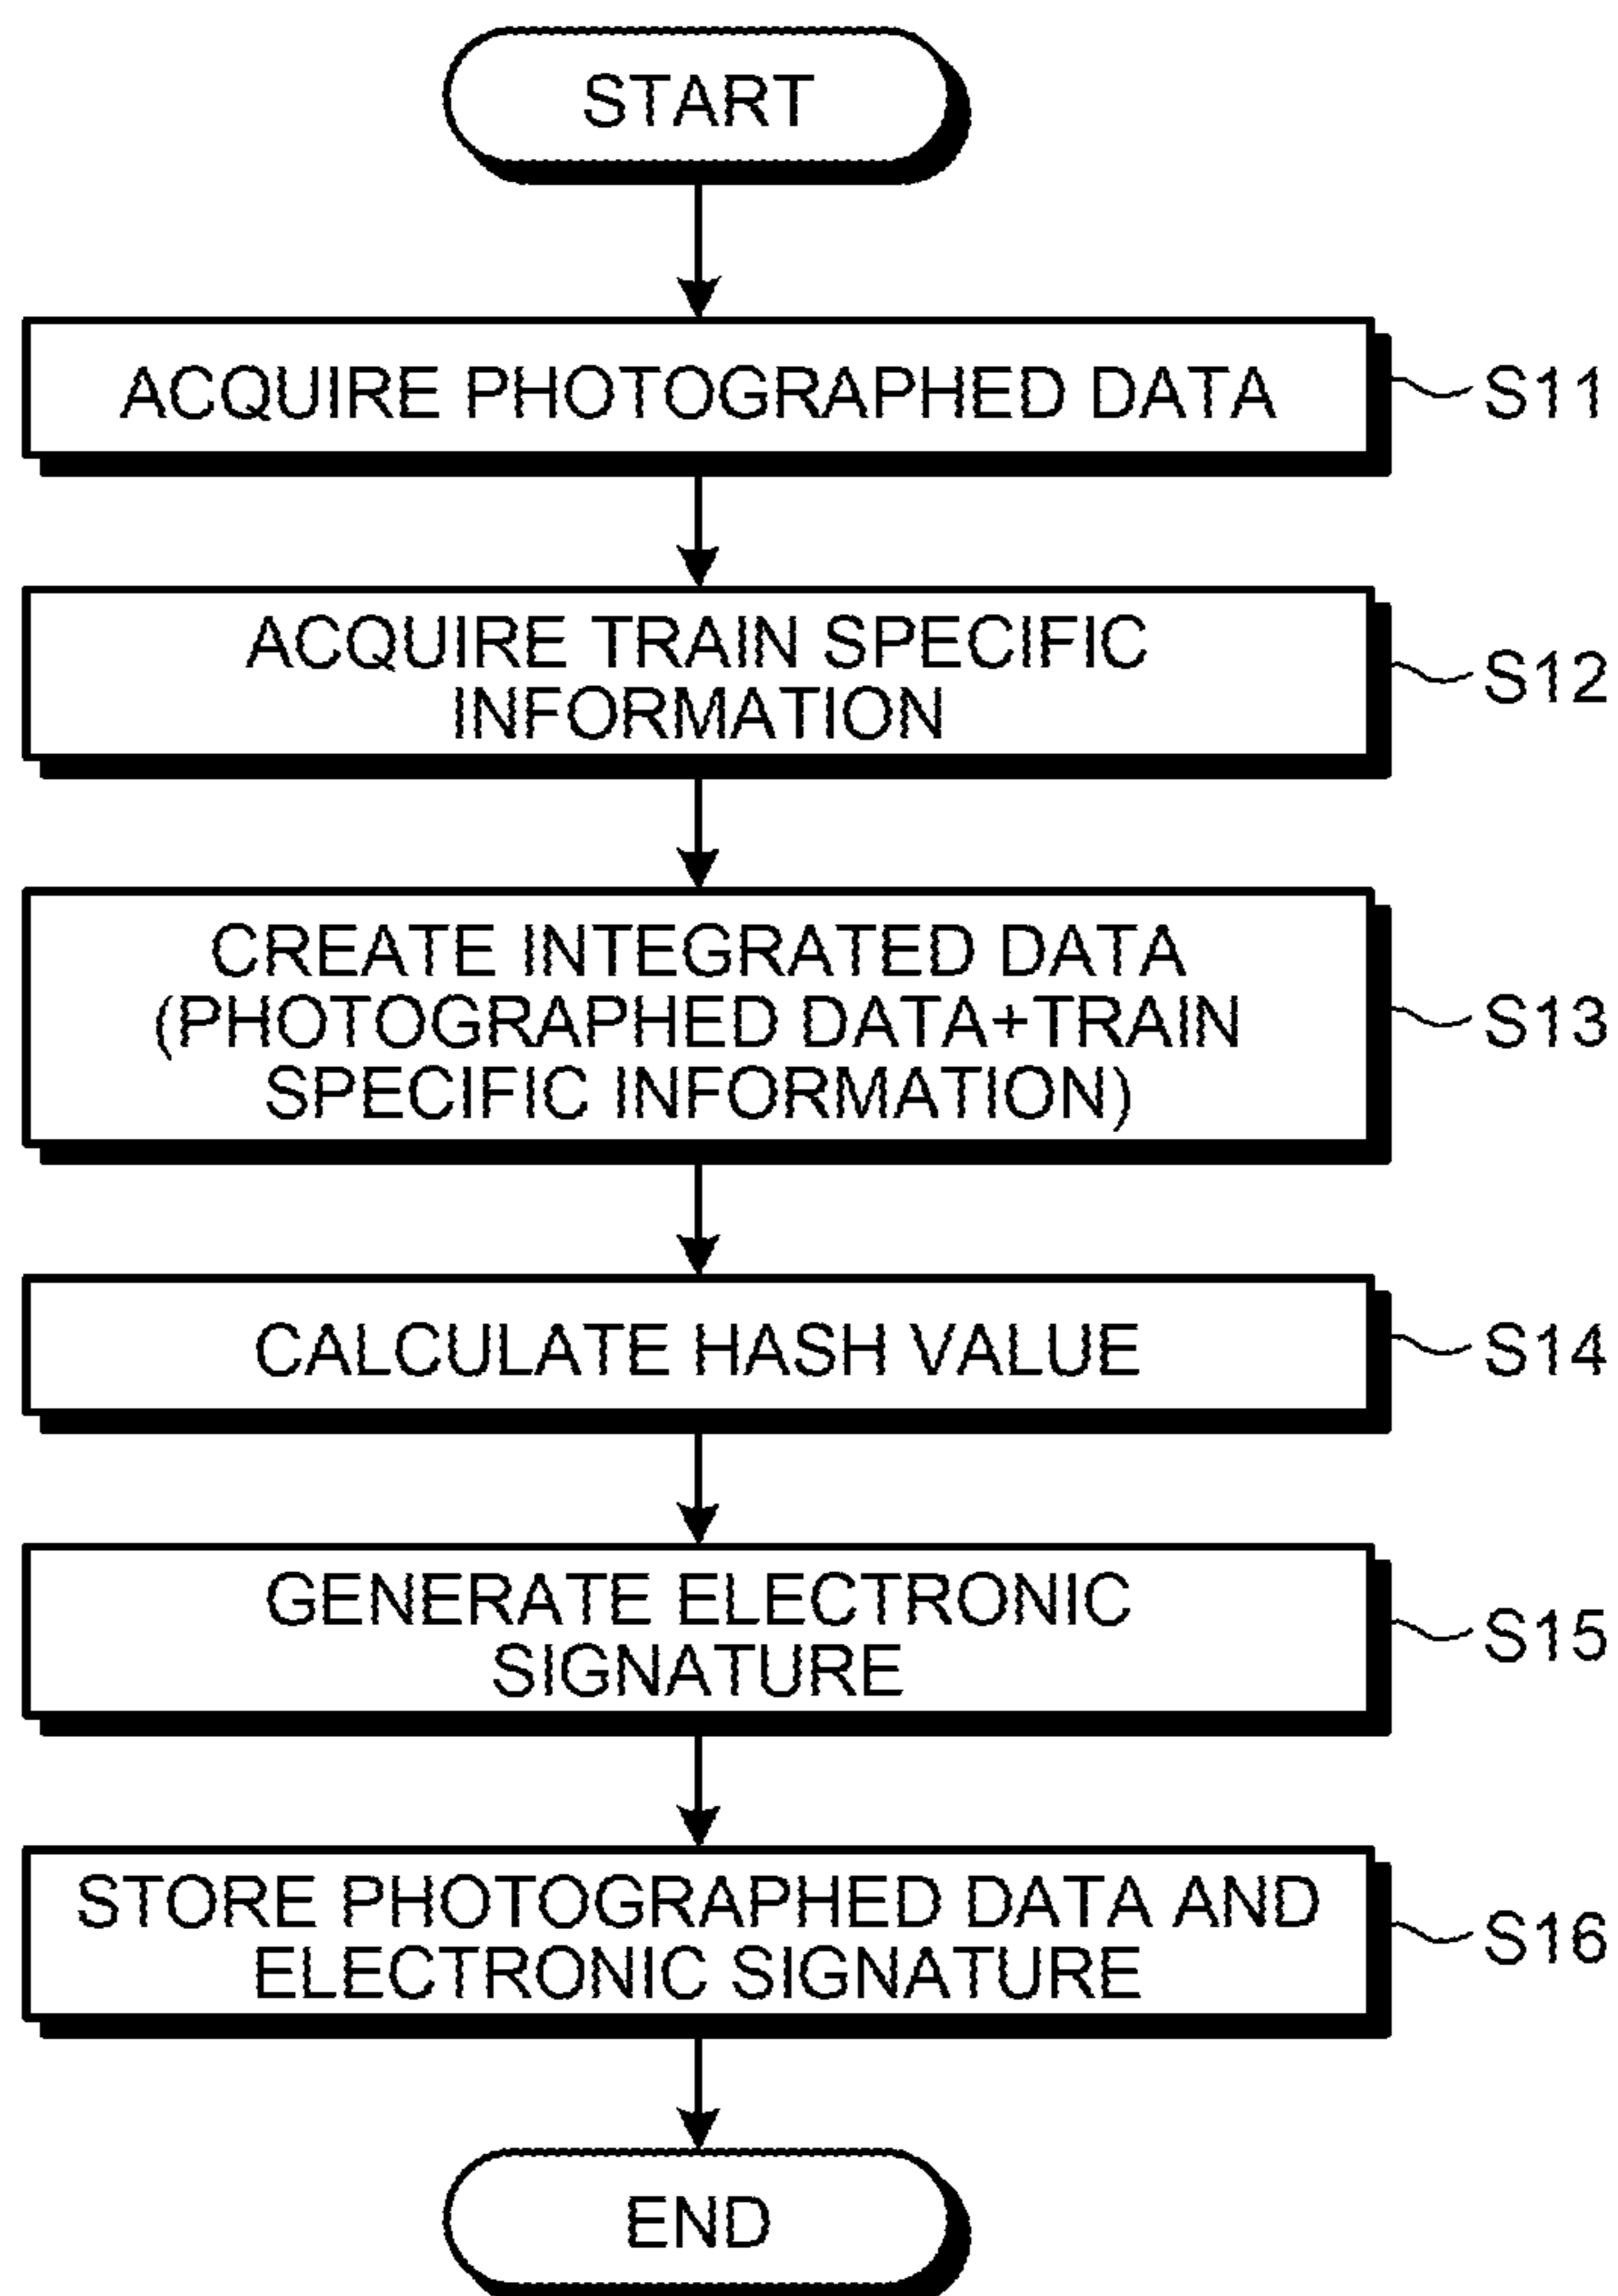 START
ACQUIRE PHOTOGRAPHED DATA
S11
ACQUIRE TRAIN SPECIFIC
INFORMATION
S12
CREATE INTEGRATED DATA
(PHOTOGRAPHED DATA+TRAIN
SPECIFIC INFORMATION)
S13
CALCULATE HASH VALUE
S14
GENERATE ELECTRONIC
SIGNATURE
S15
STORE PHOTOGRAPHED DATA AND
ELECTRONIC SIGNATURE
S16
END